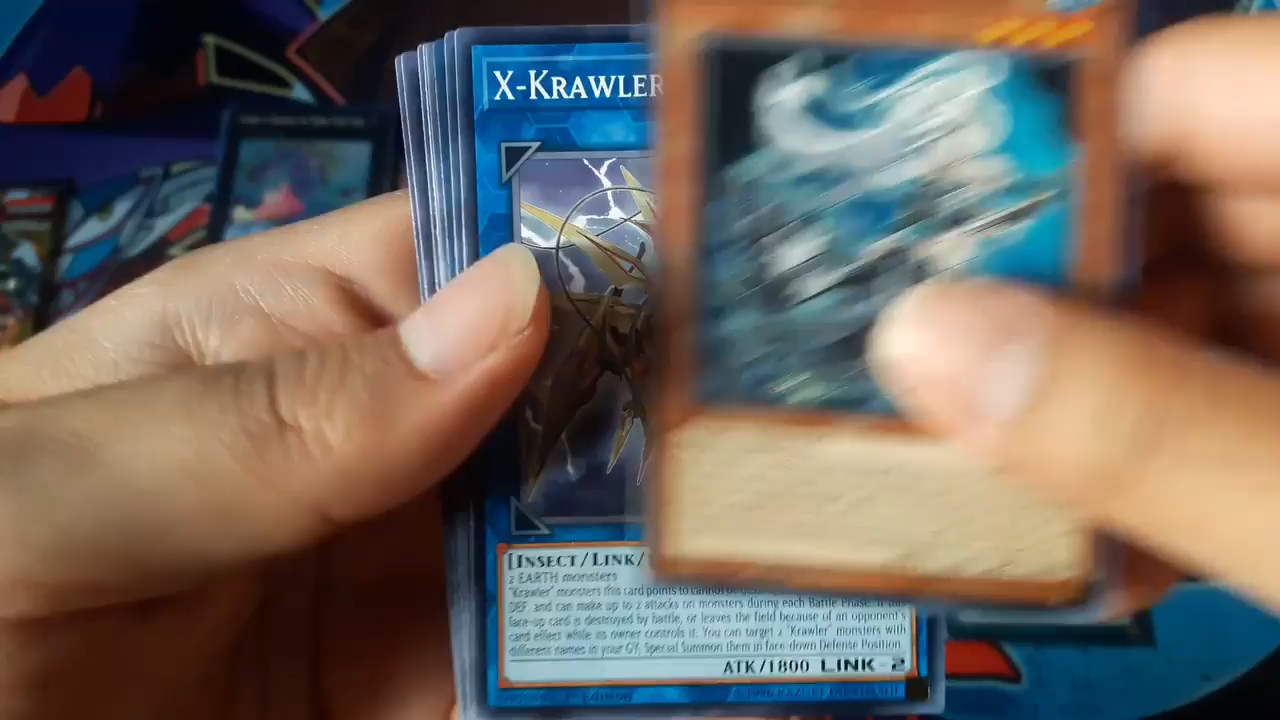 X-KRAWLER
[INSECT/LINK/
2 EARTH monsters
"Krawler" monsters this card points to cannot be
DEF, and can make up to 2 attacks on monsters during each Battle Phase. If this
face-up card is destroyed by battle, or leaves the field because of an opponent's
card effect while its owner controls it: You can target 2 "Krawler" monsters with
different names in your GY; Special Summon them in face-down Defense Position.
ATK/1800 LINK-2
EDITION
© 1996 KAZUKI TAKAHASHI